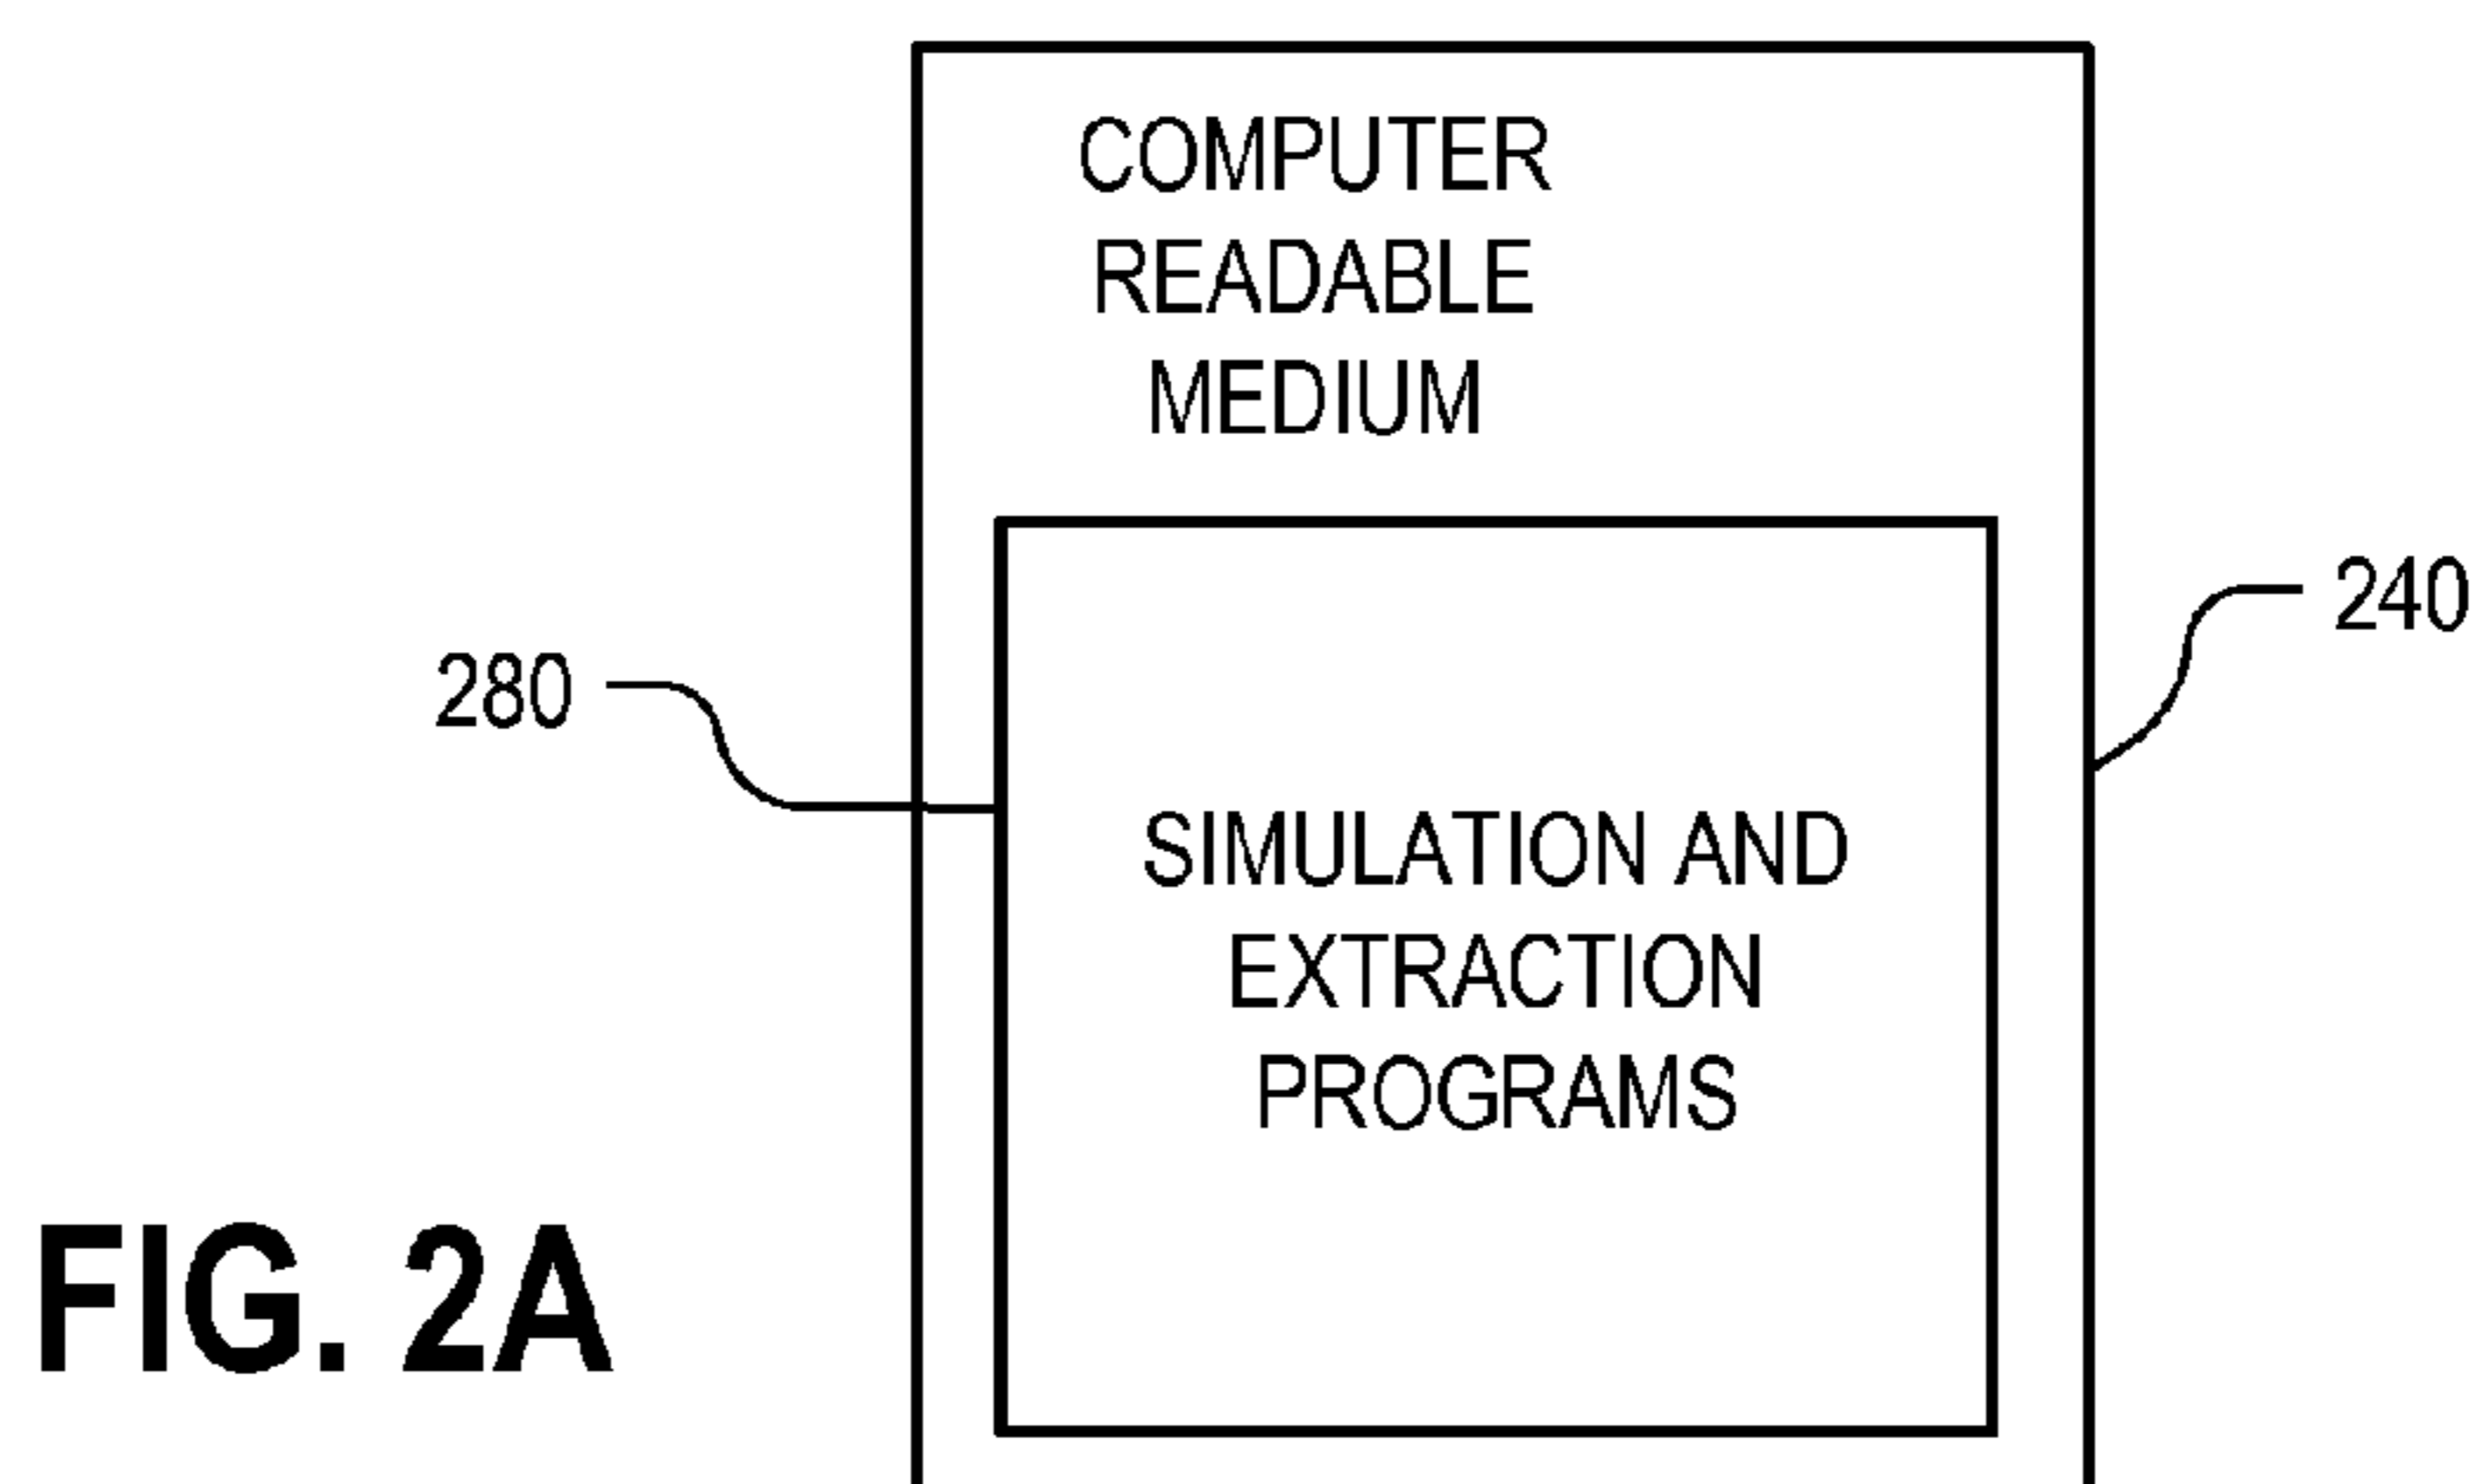 COMPUTER
READABLE
MEDIUM
240
280
SIMULATION AND
EXTRACTION
PROGRAMS
FIG. 2A